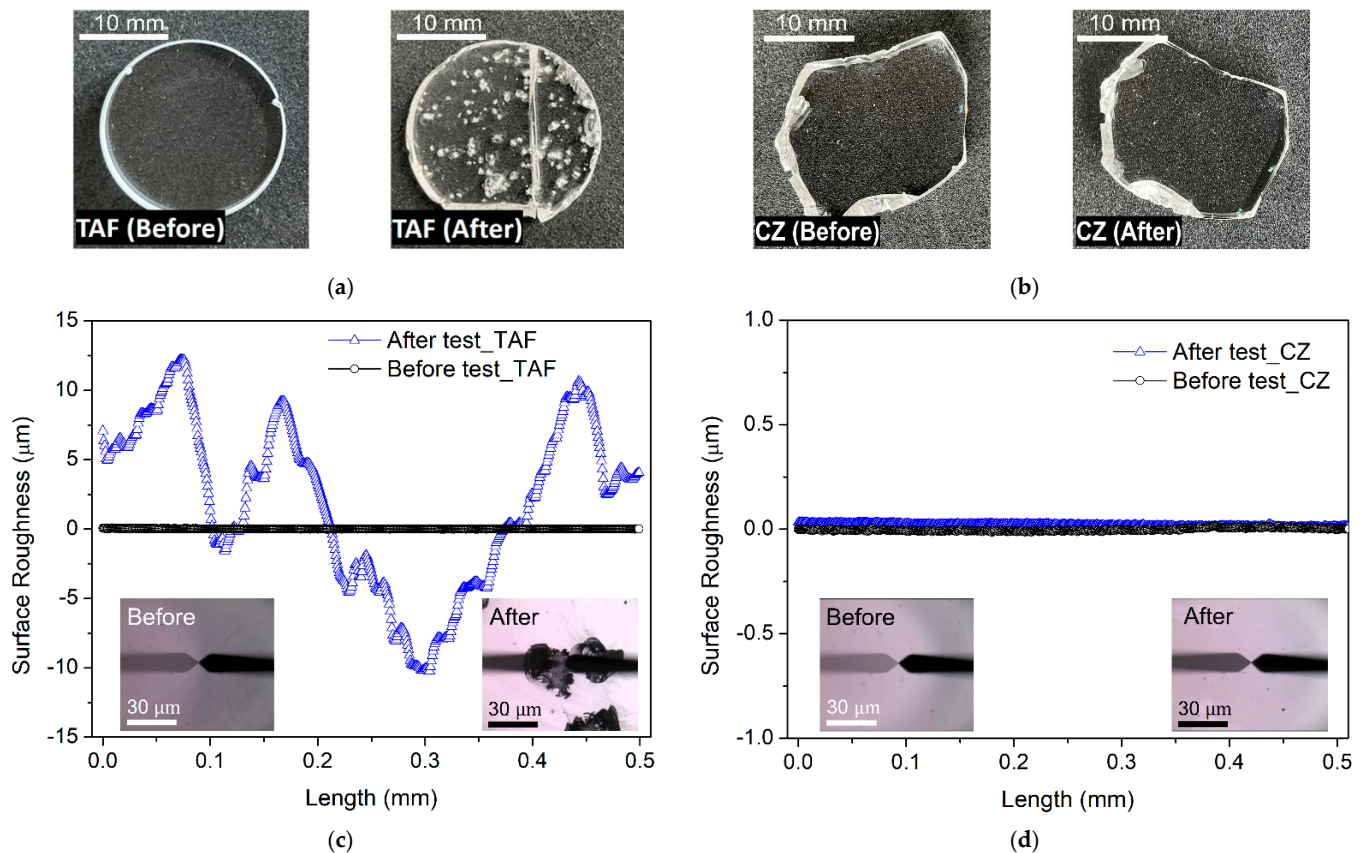 10 mm
10 mm
10 mm
10 mm
TAF (Before)
TAF (After)
CZ (Before)
CZ (After)
(a)
(b)
15
10
5
0
-5
-10
-15
Surface Roughness (μm)
After test_TAF
Before test_TAF
Before
30 μm
After
30 μm
0.0
0.1
0.2
0.3
0.4
0.5
Length (mm)
(c)
1.0
0.5
0.0
-0.5
-1.0
Surface Roughness (μm)
After test_CZ
Before test_CZ
Before
30 μm
After
30 μm
0.0
0.1
0.2
0.3
0.4
0.5
Length (mm)
(d)